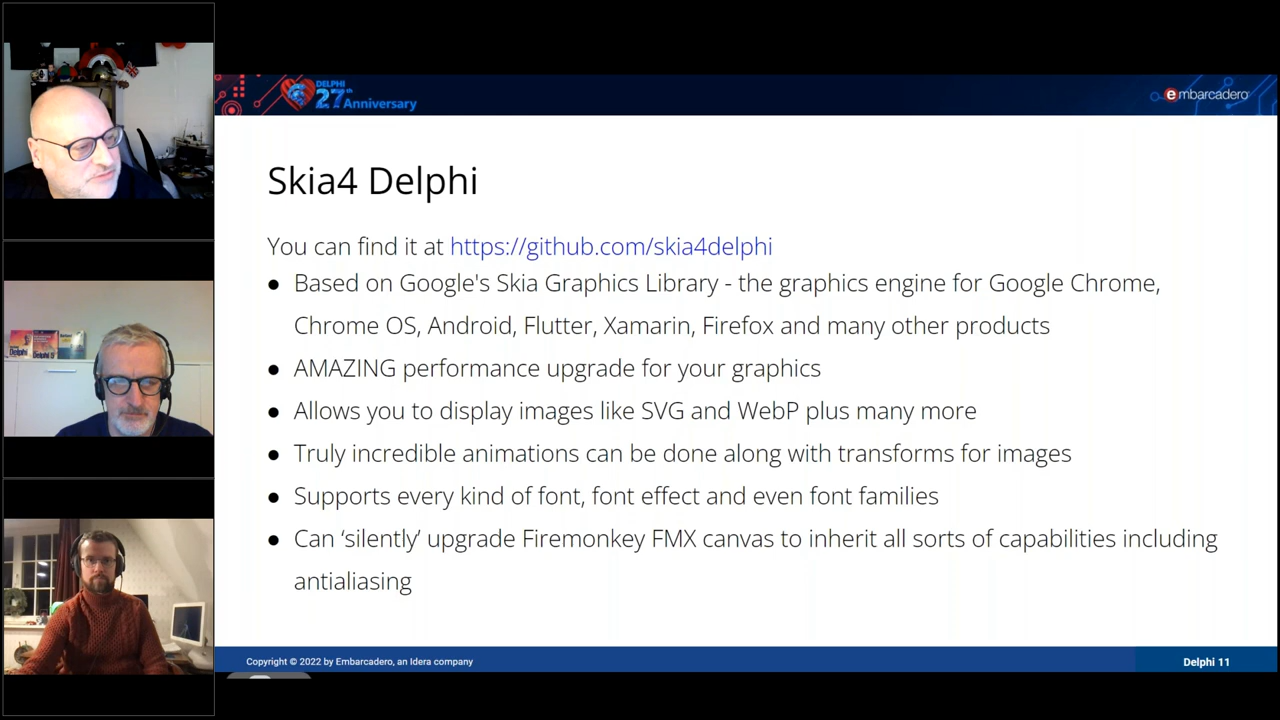 DELPHI
27th Anniversary
embarcadero
Skia4 Delphi
You can find it at https://github.com/skia4delphi
● Based on Google's Skia Graphics Library - the graphics engine for Google Chrome,
Chrome OS, Android, Flutter, Xamarin, Firefox and many other products
● AMAZING performance upgrade for your graphics
● Allows you to display images like SVG and WebP plus many more
● Truly incredible animations can be done along with transforms for images
● Supports every kind of font, font effect and even font families
● Can ‘silently’ upgrade Firemonkey FMX canvas to inherit all sorts of capabilities including
antialiasing
Copyright © 2022 by Embarcadero, an Idera company
Delphi 11